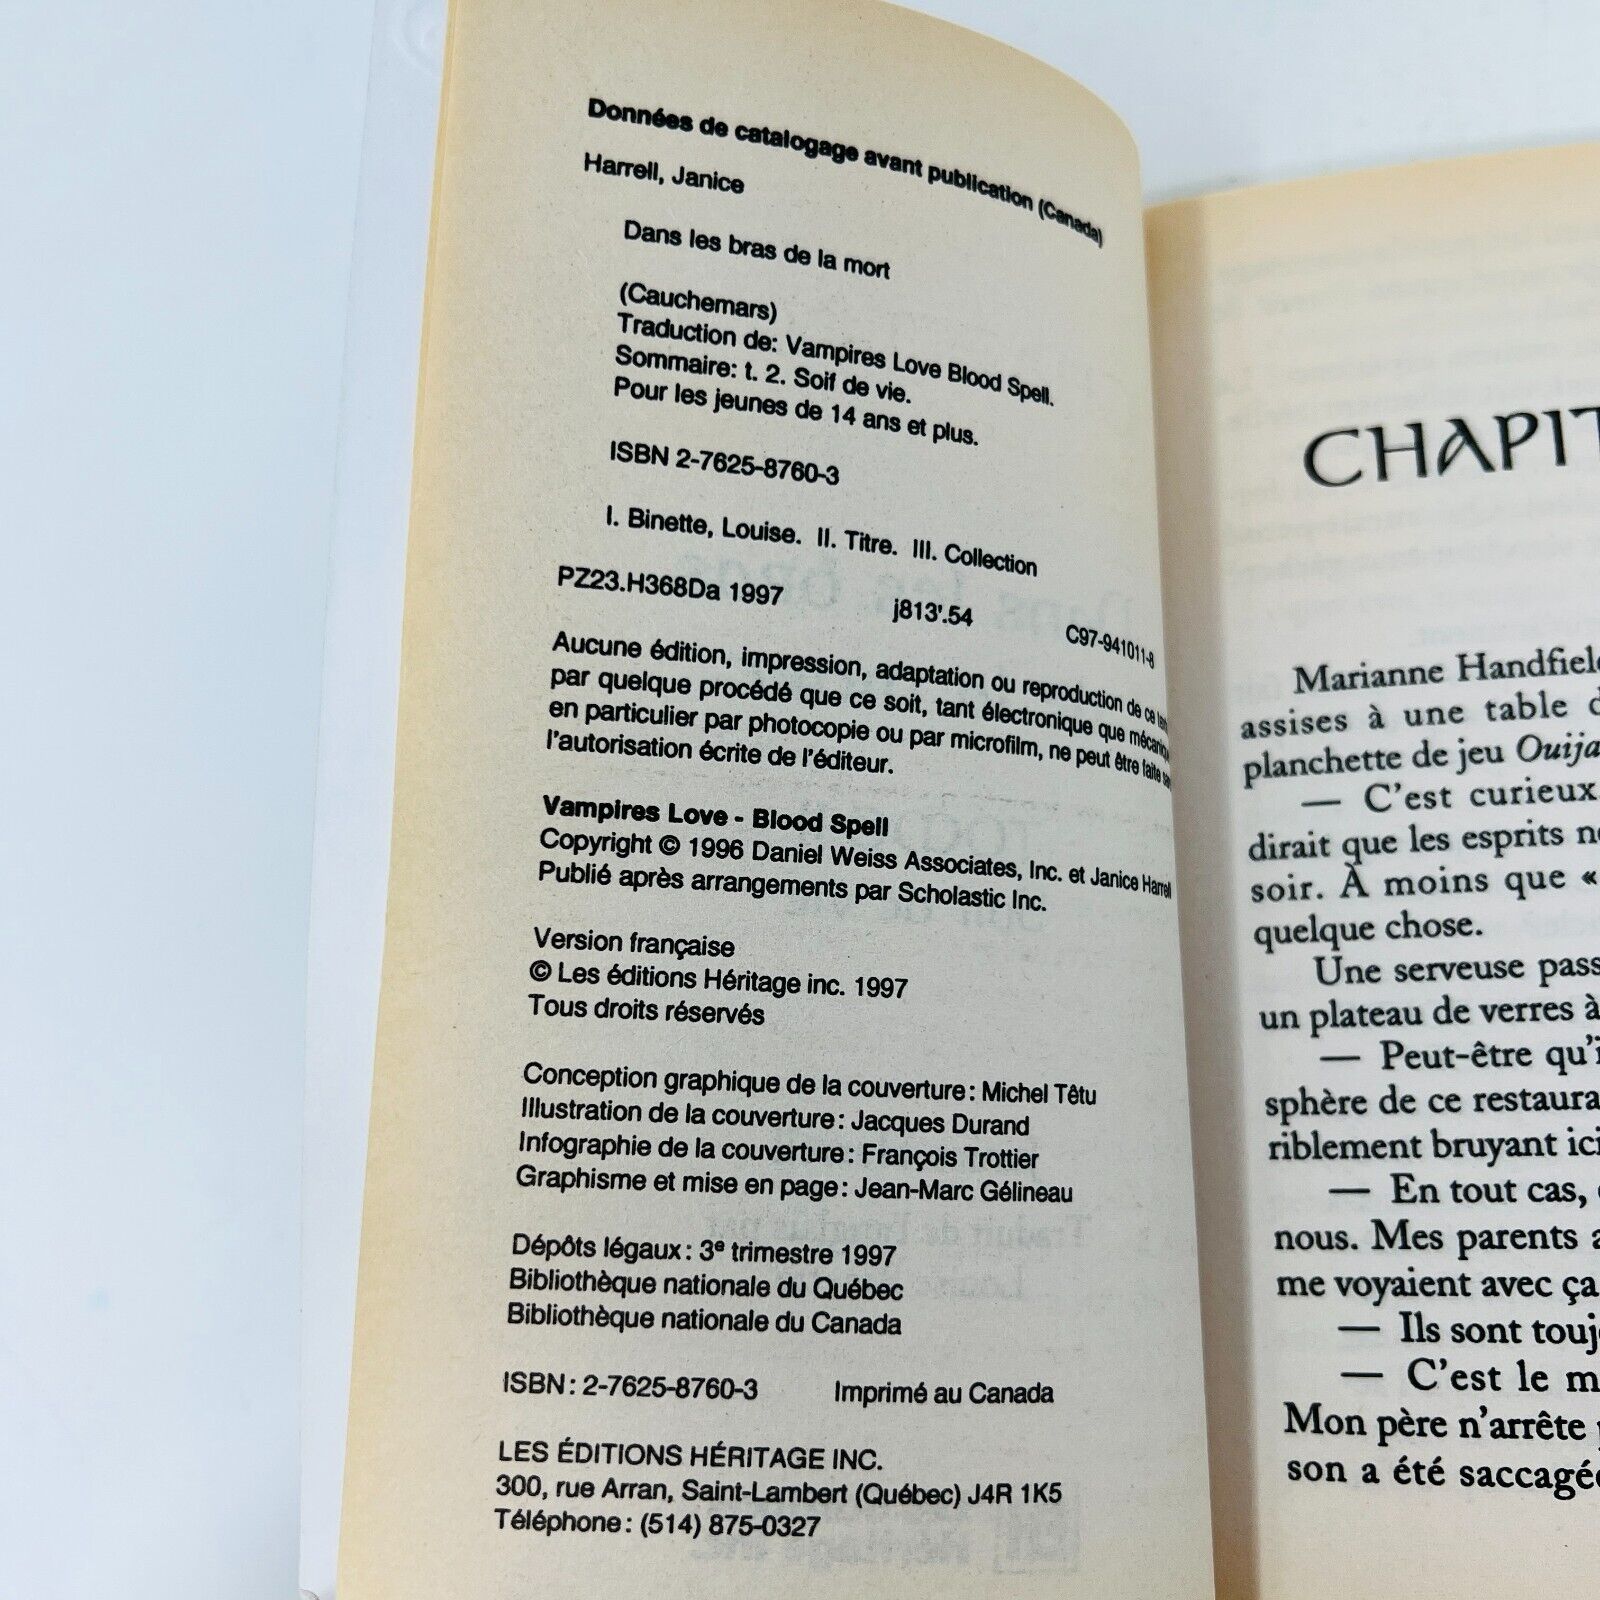 Données de catalogage avant publication (Canada)
Harrell, Janice
Dans les bras de la mort
(Cauchemars)
Traduction de: Vampires Love Blood Spell.
Sommaire: t. 2. Soif de vie.
Pour les jeunes de 14 ans et plus.
ISBN 2-7625-8760-3
I. Binette, Louise. II. Titre. III. Collection
PZ23.H368Da 1997 j813'.54 C97-941011-8
Aucune édition, impression, adaptation ou reproduction de ce
par quelque procédé que ce soit, tant électronique que
en particulier par photocopie ou par microfilm, ne peut être faite
l'autorisation écrite de l'éditeur.
Vampires Love - Blood Spell
Copyright © 1996 Daniel Weiss Associates, Inc. et Janice Harrell
Publié après arrangements par Scholastic Inc.
Version française
© Les éditions Héritage inc. 1997
Tous droits réservés
Conception graphique de la couverture : Michel Têtu
Illustration de la couverture : Jacques Durand
Infographie de la couverture : François Trottier
Graphisme et mise en page : Jean-Marc Gélineau
Dépôts légaux : 3e trimestre 1997
Bibliothèque nationale du Québec
Bibliothèque nationale du Canada
ISBN : 2-7625-8760-3 Imprimé au Canada
LES ÉDITIONS HÉRITAGE INC.
300, rue Arran, Saint-Lambert (Québec) J4R 1K5
Téléphone : (514) 875-0327
CHAPIT
Marianne Handfield
assises à une table
planchette de jeu Ouija
— C'est curieux.
dirait que les esprits
soir. À moins que «
quelque chose.
Une serveuse pass
un plateau de verres à
— Peut-être qu'i
sphère de ce restaura
riblement bruyant ici
— En tout cas,
nous. Mes parents a
me voyaient avec ça
— Ils sont touj
— C'est le m
Mon père n'arrête
son a été saccagé